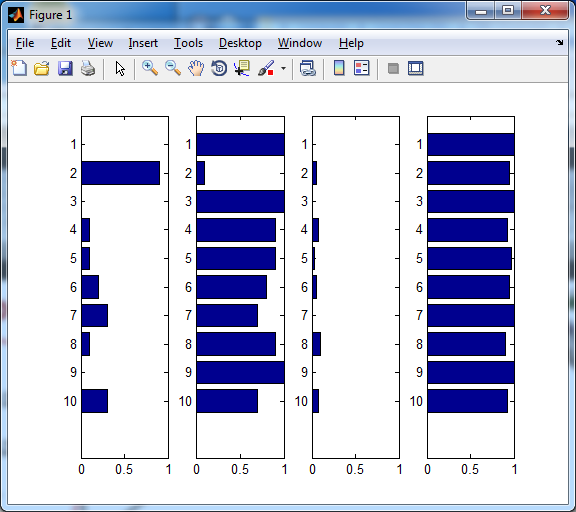 Figure 1
File Edit View Insert Tools Desktop Window Help
1 1 1 1
2 2 2 2
3 3 3 3
4 4 4 4
5 5 5 5
6 6 6 6
7 7 7 7
8 8 8 8
9 9 9 9
10 10 10 10
0 0.5 1 0 0.5 1 0 0.5 1 0 0.5 1